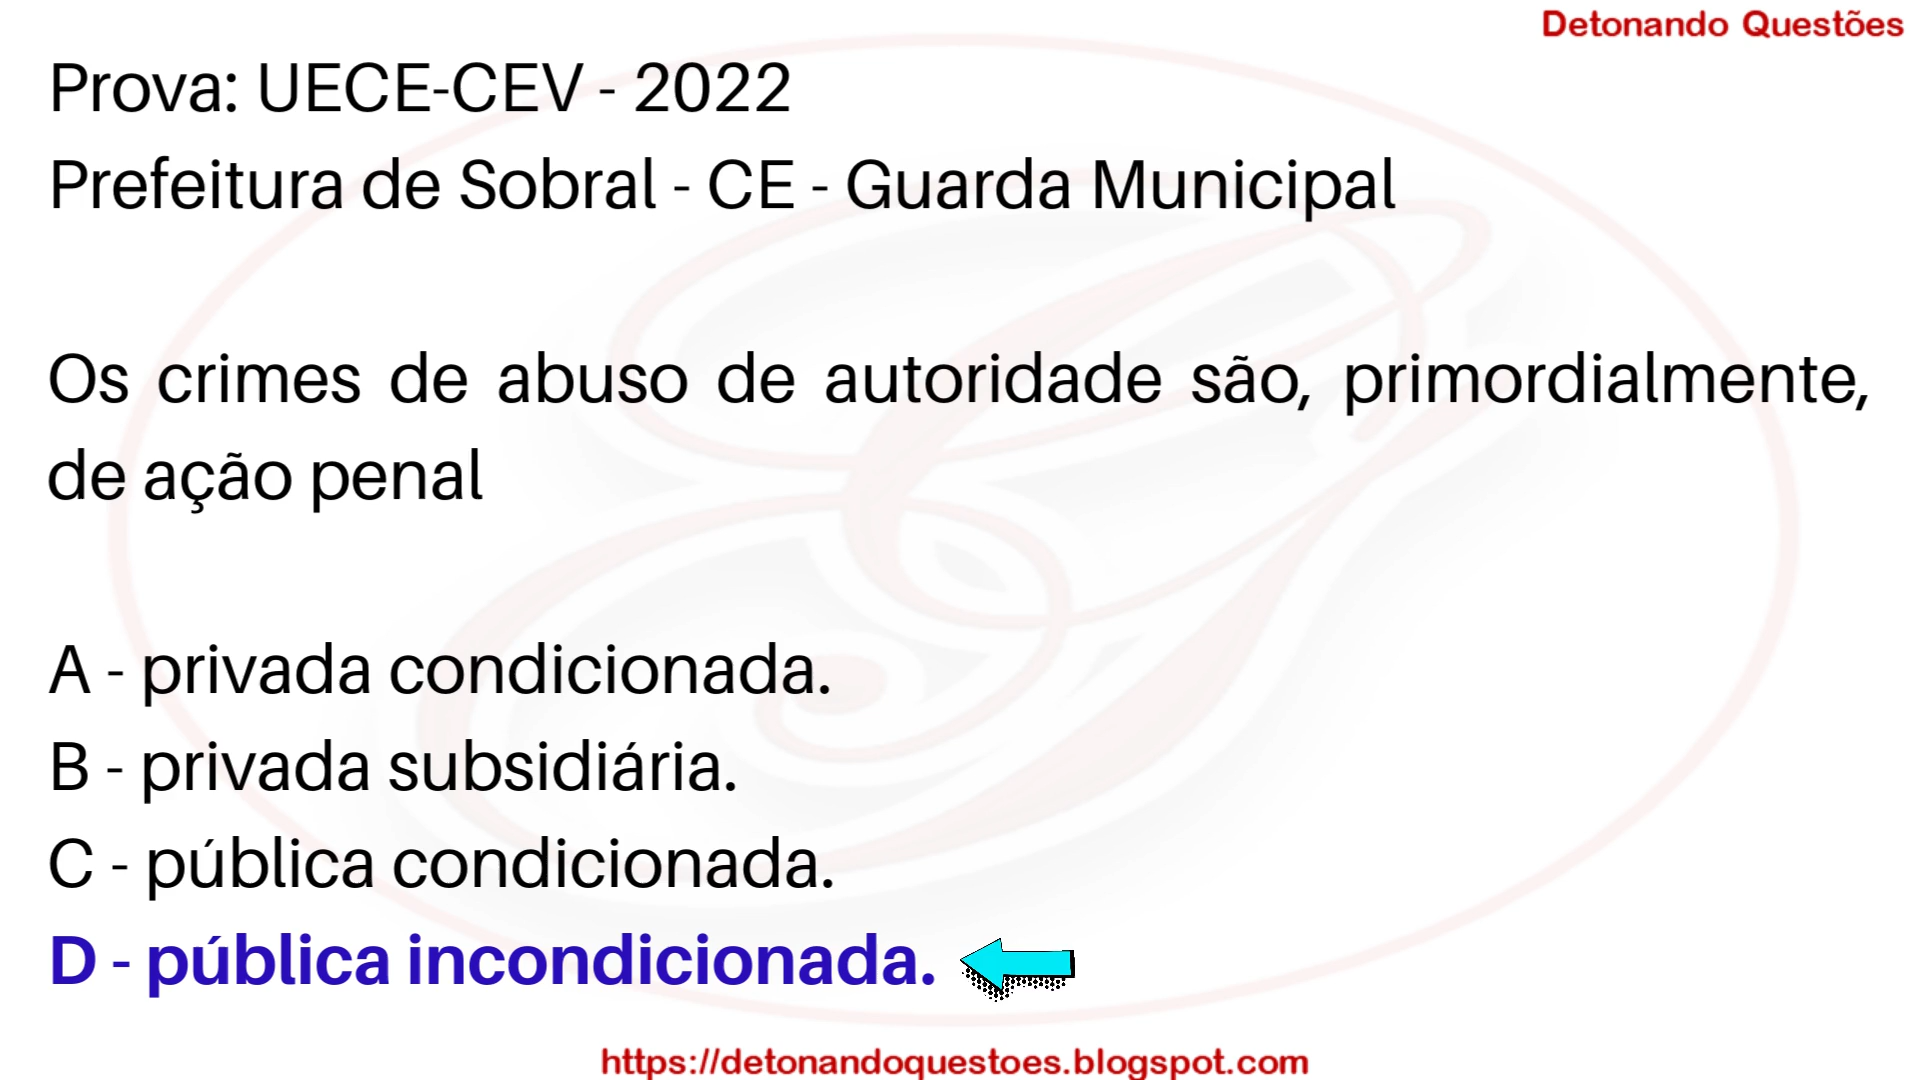 Detonando Questões
Prova: UECE-CEV - 2022
Prefeitura de Sobral - CE - Guarda Municipal
Os crimes de abuso de autoridade são, primordialmente,
de ação penal
A - privada condicionada.
B - privada subsidiária.
C - pública condicionada.
D - pública incondicionada.
https://detonandoquestoes.blogspot.com